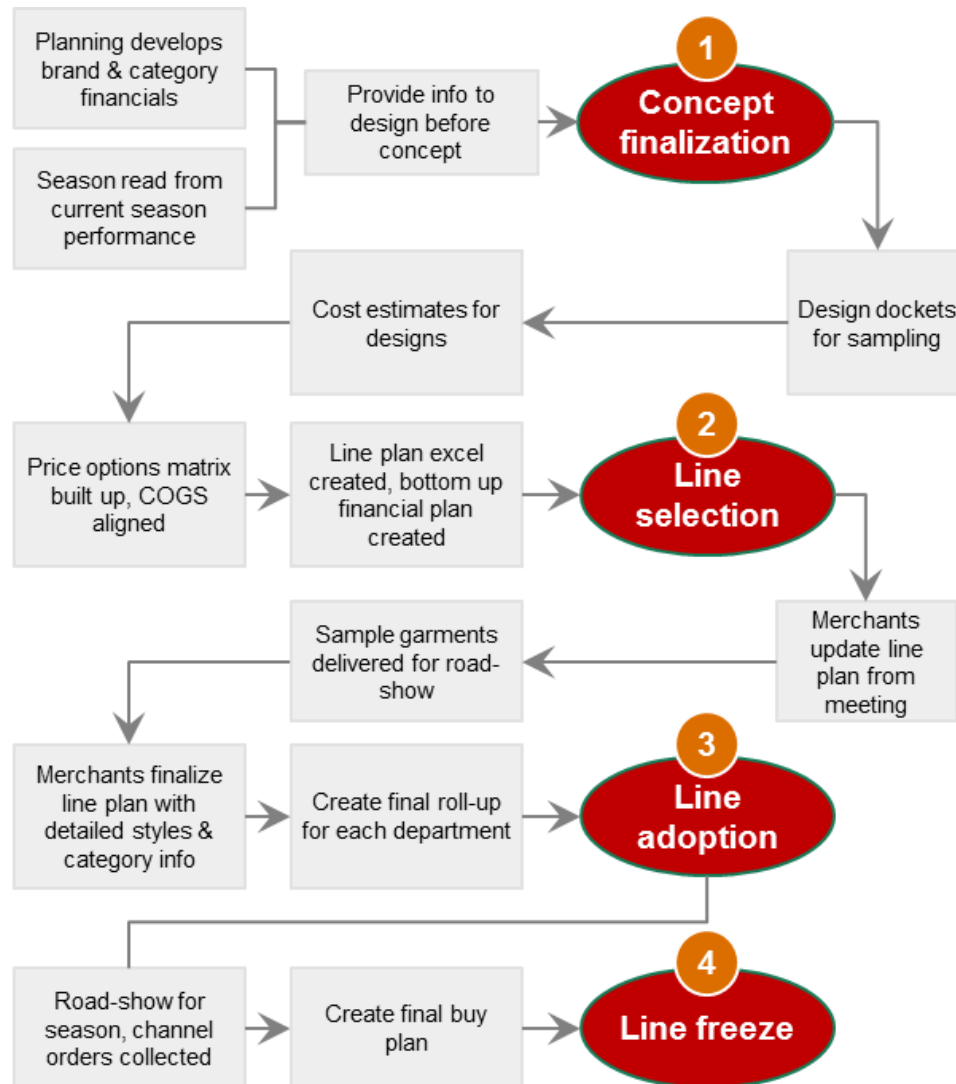 Planning develops
brand & category
financials
Provide info to
design before
concept
1
Concept
finalization
Season read from
current season
performance
Design dockets
for sampling
Cost estimates for
designs
Price options matrix
built up, COGS
aligned
Line plan excel
created, bottom up
financial plan
created
2
Line
selection
Merchants
update line
plan from
meeting
Sample garments
delivered for road-
show
Merchants finalize
line plan with
detailed styles &
category info
Create final roll-up
for each department
3
Line
adoption
Road-show for
season, channel
orders collected
Create final buy
plan
4
Line freeze